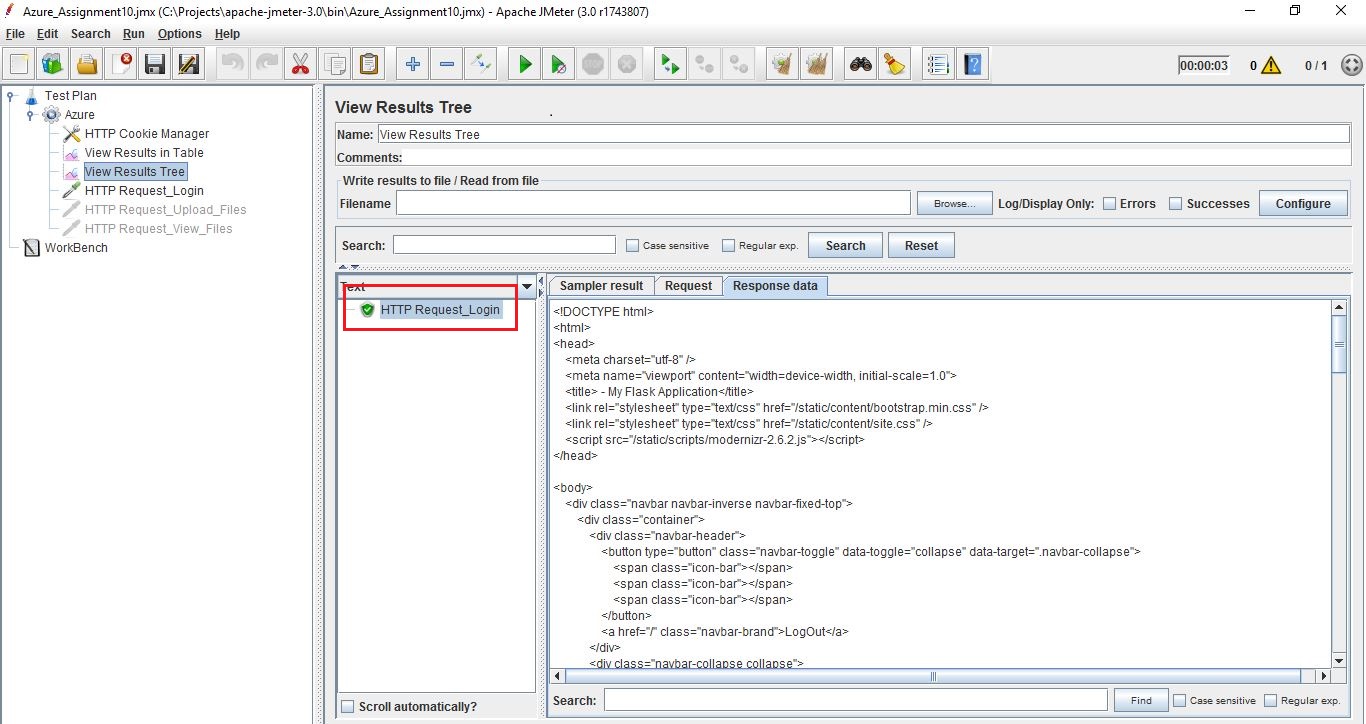 Azure_Assignment10.jmx (C:\Projects\apache-jmeter-3.0\bin\Azure_Assignment10.jmx) - Apache JMeter (3.0 r1743807)
File Edit Search Run Options Help
00:00:03 0 0 / 1
Test Plan
Azure
HTTP Cookie Manager
View Results in Table
View Results Tree
HTTP Request_Login
HTTP Request_Upload_Files
HTTP Request_View_Files
WorkBench
View Results Tree
Name: View Results Tree
Comments:
Write results to file / Read from file
Filename Browse... Log/Display Only: Errors Successes Configure
Search: Case sensitive Regular exp. Search Reset
Text
HTTP Request_Login
Scroll automatically?
Sampler result Request Response data
<!DOCTYPE html>
<html>
<head>
<meta charset="utf-8" />
<meta name="viewport" content="width=device-width, initial-scale=1.0">
<title> - My Flask Application</title>
<link rel="stylesheet" type="text/css" href="/static/content/bootstrap.min.css" />
<link rel="stylesheet" type="text/css" href="/static/content/site.css" />
<script src="/static/scripts/modernizr-2.6.2.js"></script>
</head>
<body>
<div class="navbar navbar-inverse navbar-fixed-top">
<div class="container">
<div class="navbar-header">
<button type="button" class="navbar-toggle" data-toggle="collapse" data-target=".navbar-collapse">
<span class="icon-bar"></span>
<span class="icon-bar"></span>
<span class="icon-bar"></span>
</button>
<a href="/" class="navbar-brand">LogOut</a>
</div>
<div class="navbar-collapse collapse">
Search: Find Case sensitive Regular exp.